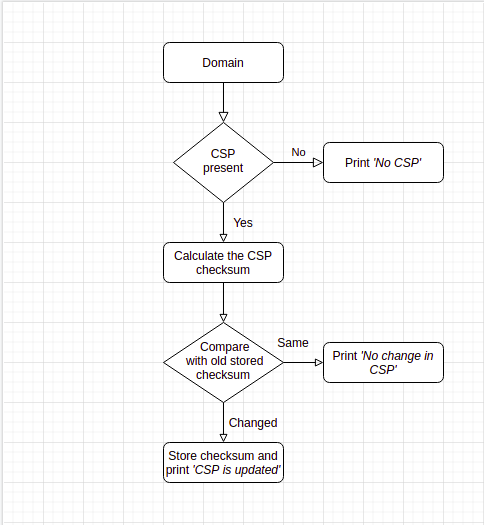 Domain
CSP
present
No
Print 'No CSP'
Yes
Calculate the CSP
checksum
Compare
with old stored
checksum
Same
Print 'No change in
CSP'
Changed
Store checksum and
print 'CSP is updated'